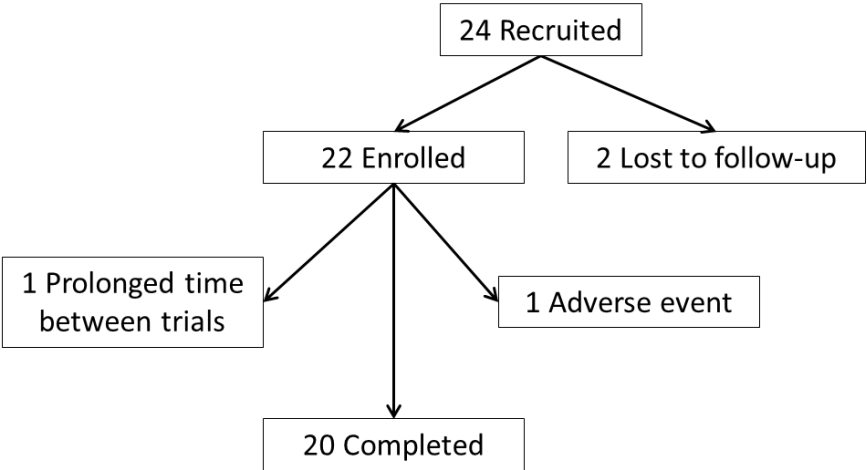 24 Recruited
22 Enrolled
2 Lost to follow-up
1 Prolonged time
between trials
1 Adverse event
20 Completed